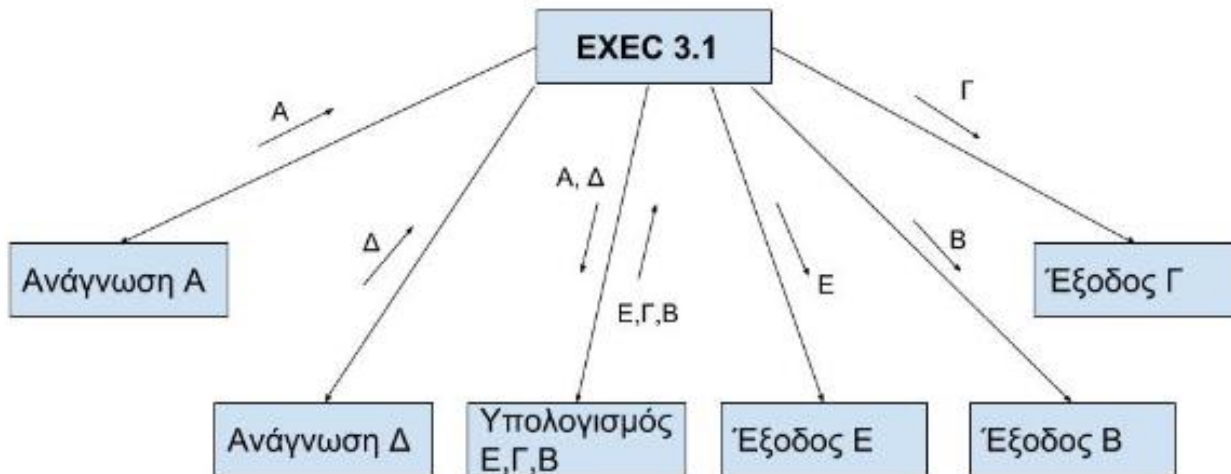 EXEC 3.1
Α
Γ
Α, Δ
Δ
Β
Ε
Ε,Γ,Β
Ανάγνωση Α
Έξοδος Γ
Ανάγνωση Δ
Υπολογισμός
Ε,Γ,Β
Έξοδος Ε
Έξοδος Β